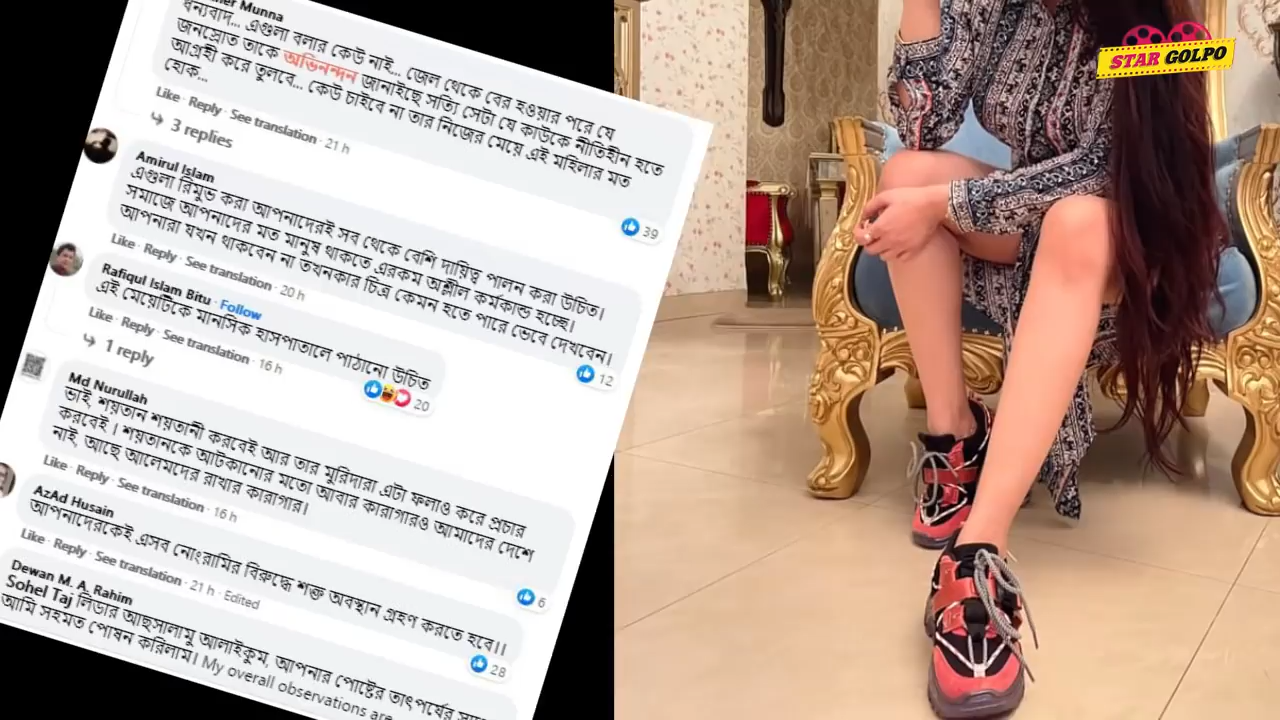 Munna
ধন্যবাদ... এগুলা বলার কেউ নাই... জেল থেকে বের হওয়ার পরে যে
জনস্রোত তাকে অভিনন্দন জানাইছে সত্যি সেটা যে কাউকে নীতিহীন হতে
আগ্রহী করে তুলবে... কেউ চাইবে না তার নিজের মেয়ে এই মাহিলার মত
হোক...
Like · Reply · See translation · 21 h
39
3 replies
Amirul Islam
এগুলা রিমুভ করা আপনাদেরই সব থেকে বেশি দায়িত্ব পালন করা উচিত।
সমাজে আপনাদের মত মানুষ থাকতে এরকম অশ্লীল কর্মকান্ড হচ্ছে।
আপনারা যখন থাকবেন না তখনকার চিত্র কেমন হতে পারে ভেবে দেখবেন।
Like · Reply · See translation · 20 h
12
Rafiqul Islam Bitu · Follow
এই মেয়েটিকে মানসিক হাসপাতালে পাঠানো উচিত
Like · Reply · See translation · 16 h
20
1 reply
Md Nurullah
ভাই, শয়তান শয়তানী করবেই আর তার মুরিদারা এটা ফলাও করে প্রচার
করবেই। শয়তানকে আটকানোর মতো আবার কারাগারও আমাদের দেশে
নাই, আছে আলেমদের রাখার কারাগার।
Like · Reply · See translation · 16 h
6
AzAd Husain
আপনাদেরকেই এসব নোংরামির বিরুদ্ধে শক্ত অবস্থান গ্রহণ করতে হবে।।
Like · Reply · See translation · 21 h · Edited
28
Dewan M. A. Rahim
Sohel Taj লিডার আছসালামু আলাইকুম, আপনার পোষ্টের তাৎপর্যের
আমি সহমত পোষন করিলাম। My overall observations are
STAR GOLPO